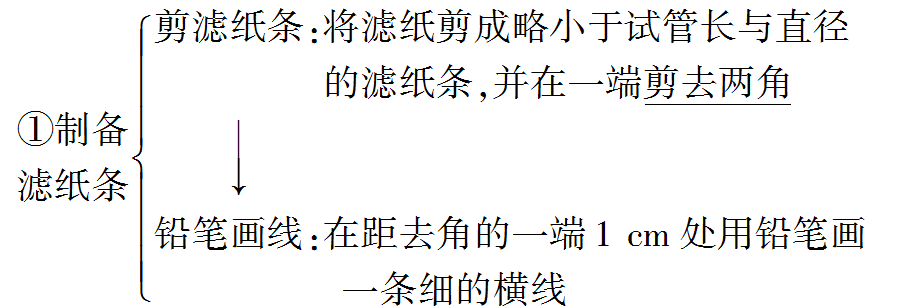 剪滤纸条:将滤纸剪成略小于试管长与直径
的滤纸条,并在一端剪去两角
①制备
滤纸条
铅笔画线:在距去角的一端1 cm 处用铅笔画
一条细的横线